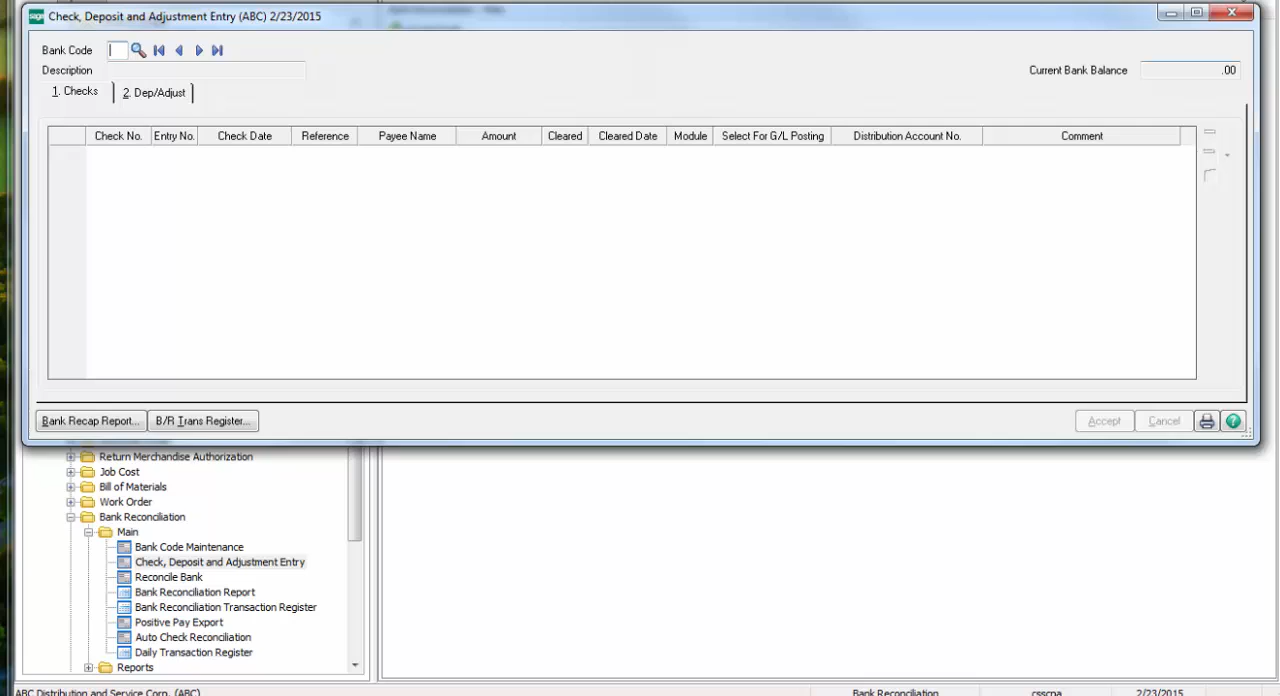 sage Check, Deposit and Adjustment Entry (ABC) 2/23/2015
Bank Code
Description
Current Bank Balance .00
1. Checks 2. Dep/Adjust
Check No. Entry No. Check Date Reference Payee Name Amount Cleared Cleared Date Module Select For G/L Posting Distribution Account No. Comment
Bank Recap Report... B/R Trans Register... Accept Cancel
Return Merchandise Authorization
Job Cost
Bill of Materials
Work Order
Bank Reconciliation
Main
Bank Code Maintenance
Check, Deposit and Adjustment Entry
Reconcile Bank
Bank Reconciliation Report
Bank Reconciliation Transaction Register
Positive Pay Export
Auto Check Reconciliation
Daily Transaction Register
Reports
ABC Distribution and Service Corp. (ABC) Bank Reconciliation csscpa 2/23/2015